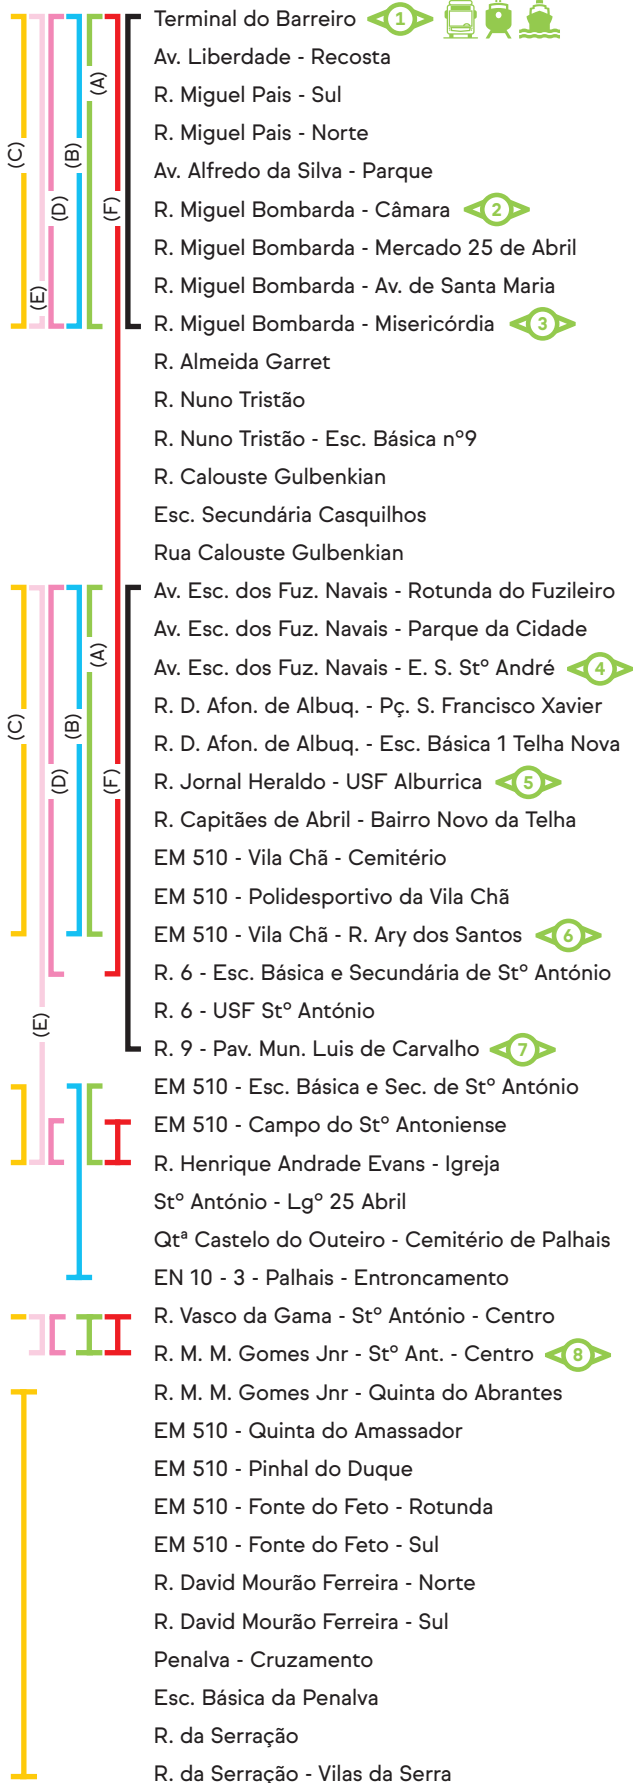 Terminal do Barreiro 1
Av. Liberdade - Recosta
(A)
R. Miguel Pais - Sul
R. Miguel Pais - Norte
(C)
(B)
Av. Alfredo da Silva - Parque
(D)
(F)
R. Miguel Bombarda - Câmara 2
R. Miguel Bombarda - Mercado 25 de Abril
(E)
R. Miguel Bombarda - Av. de Santa Maria
R. Miguel Bombarda - Misericórdia 3
R. Almeida Garret
R. Nuno Tristão
R. Nuno Tristão - Esc. Básica nº9
R. Calouste Gulbenkian
Esc. Secundária Casquilhos
Rua Calouste Gulbenkian
Av. Esc. dos Fuz. Navais - Rotunda do Fuzileiro
Av. Esc. dos Fuz. Navais - Parque da Cidade
(A)
Av. Esc. dos Fuz. Navais - E. S. Stº André 4
R. D. Afon. de Albuq. - Pç. S. Francisco Xavier
(C)
(B)
R. D. Afon. de Albuq. - Esc. Básica 1 Telha Nova
(D)
(F)
R. Jornal Heraldo - USF Alburrica 5
R. Capitães de Abril - Bairro Novo da Telha
EM 510 - Vila Chã - Cemitério
EM 510 - Polidesportivo da Vila Chã
EM 510 - Vila Chã - R. Ary dos Santos 6
R. 6 - Esc. Básica e Secundária de Stº António
R. 6 - USF Stº António
(E)
R. 9 - Pav. Mun. Luis de Carvalho 7
EM 510 - Esc. Básica e Sec. de Stº António
EM 510 - Campo do Stº Antoniense
R. Henrique Andrade Evans - Igreja
Stº António - Lgº 25 Abril
Qtª Castelo do Outeiro - Cemitério de Palhais
EN 10 - 3 - Palhais - Entroncamento
R. Vasco da Gama - Stº António - Centro
R. M. M. Gomes Jnr - Stº Ant. - Centro 8
R. M. M. Gomes Jnr - Quinta do Abrantes
EM 510 - Quinta do Amassador
EM 510 - Pinhal do Duque
EM 510 - Fonte do Feto - Rotunda
EM 510 - Fonte do Feto - Sul
R. David Mourão Ferreira - Norte
R. David Mourão Ferreira - Sul
Penalva - Cruzamento
Esc. Básica da Penalva
R. da Serração
R. da Serração - Vilas da Serra